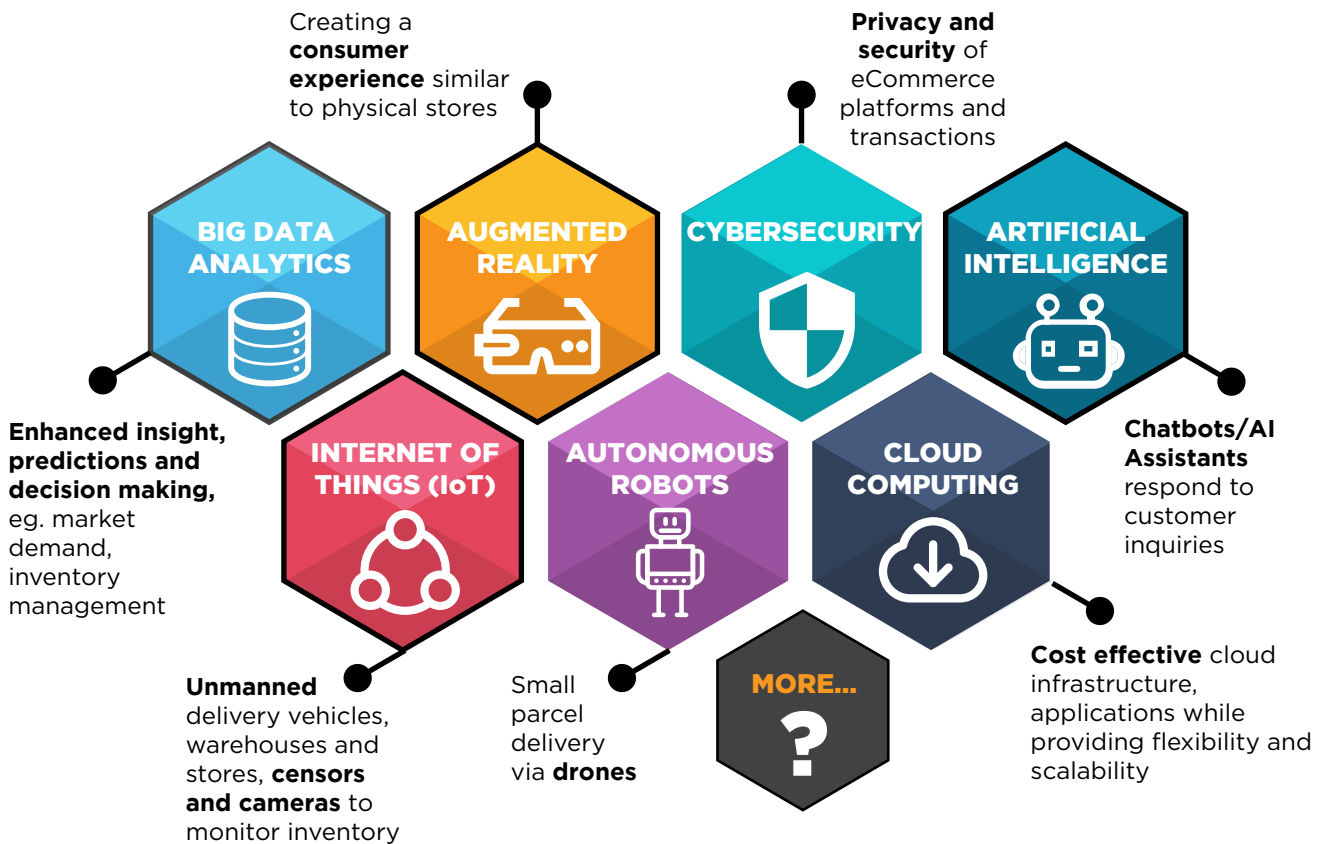 Creating a
consumer
experience similar
to physical stores
Privacy and
security of
eCommerce
platforms and
transactions
BIG DATA
ANALYTICS
AUGMENTED
REALITY
CYBERSECURITY
ARTIFICIAL
INTELLIGENCE
Enhanced insight,
predictions and
decision making,
eg. market
demand,
inventory
management
INTERNET OF
THINGS (IoT)
AUTONOMOUS
ROBOTS
CLOUD
COMPUTING
Chatbots/AI
Assistants
respond to
customer
inquiries
Unmanned
delivery vehicles,
warehouses and
stores, censors
and cameras to
monitor inventory
Small
parcel
delivery
via drones
MORE...
?
Cost effective cloud
infrastructure,
applications while
providing flexibility and
scalability